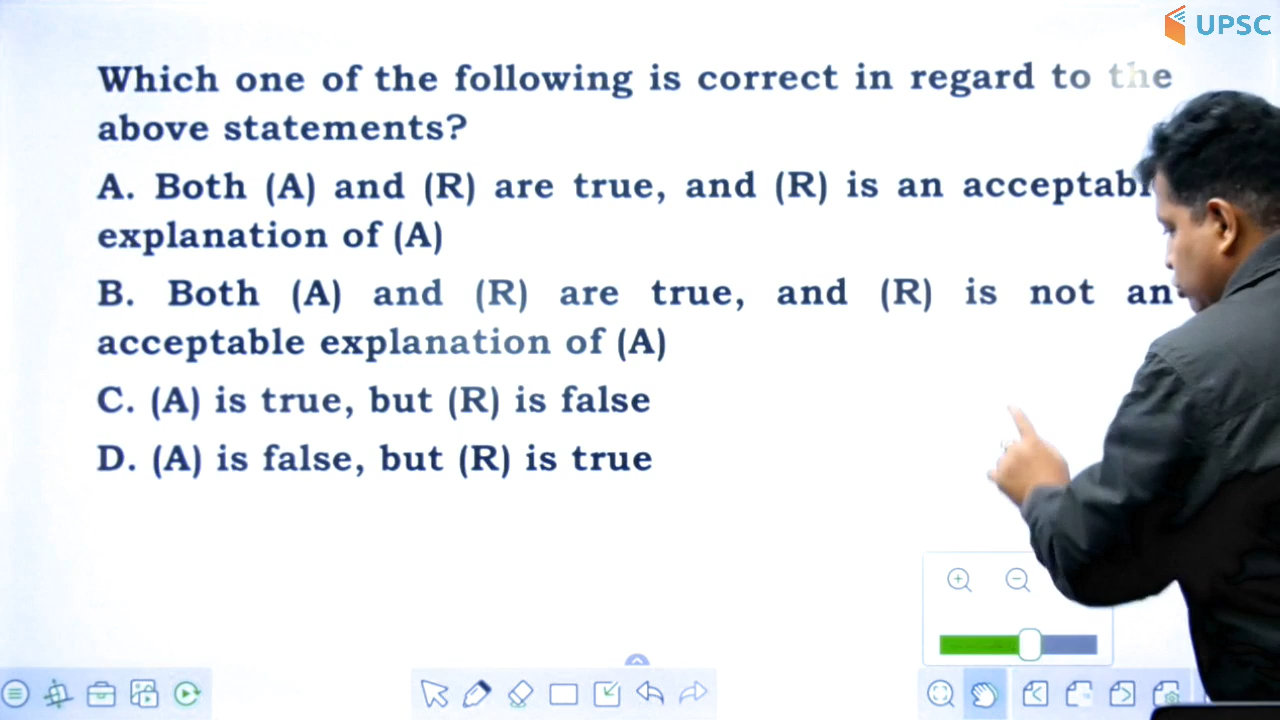 UPSC
Which one of the following is correct in regard to the
above statements?
A. Both (A) and (R) are true, and (R) is an
explanation of (A)
B. Both (A) and (R) are true, and (R) is not an
acceptable explanation of (A)
C. (A) is true, but (R) is false
D. (A) is false, but (R) is true